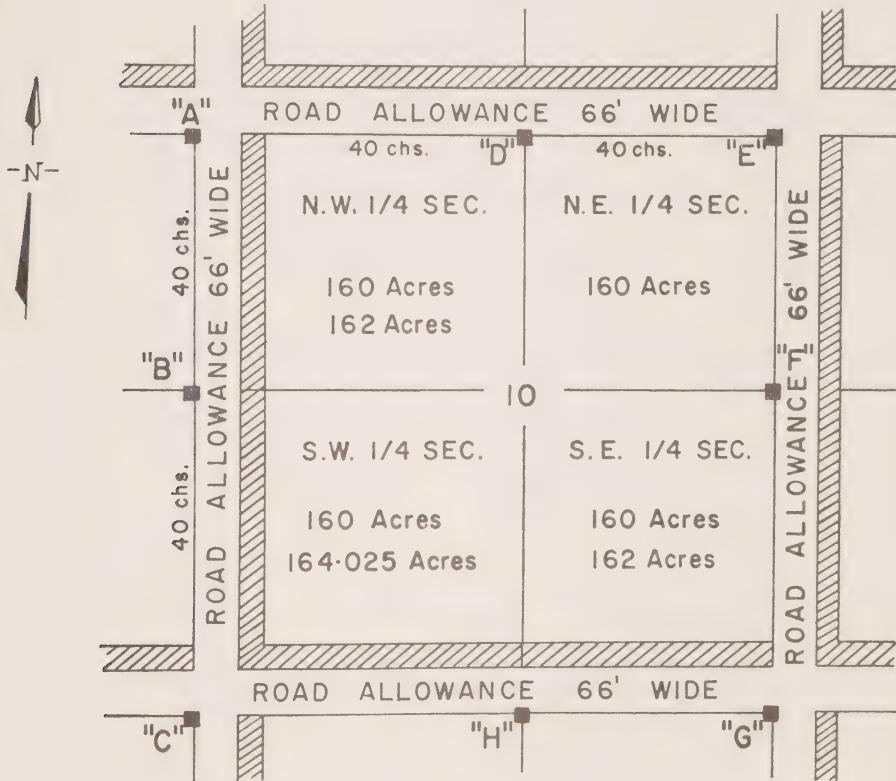 "A"
ROAD ALLOWANCE 66' WIDE
40 chs.
"D"
40 chs.
"E"
-N-
40 chs.
ROAD ALLOWANCE 66' WIDE
N.W. 1/4 SEC.
160 Acres
162 Acres
N.E. 1/4 SEC.
160 Acres
ROAD ALLOWANCE 66' WIDE
"B"
"F"
10
40 chs.
S.W. 1/4 SEC.
160 Acres
164·025 Acres
S.E. 1/4 SEC.
160 Acres
162 Acres
ROAD ALLOWANCE 66' WIDE
"C"
"H"
"G"